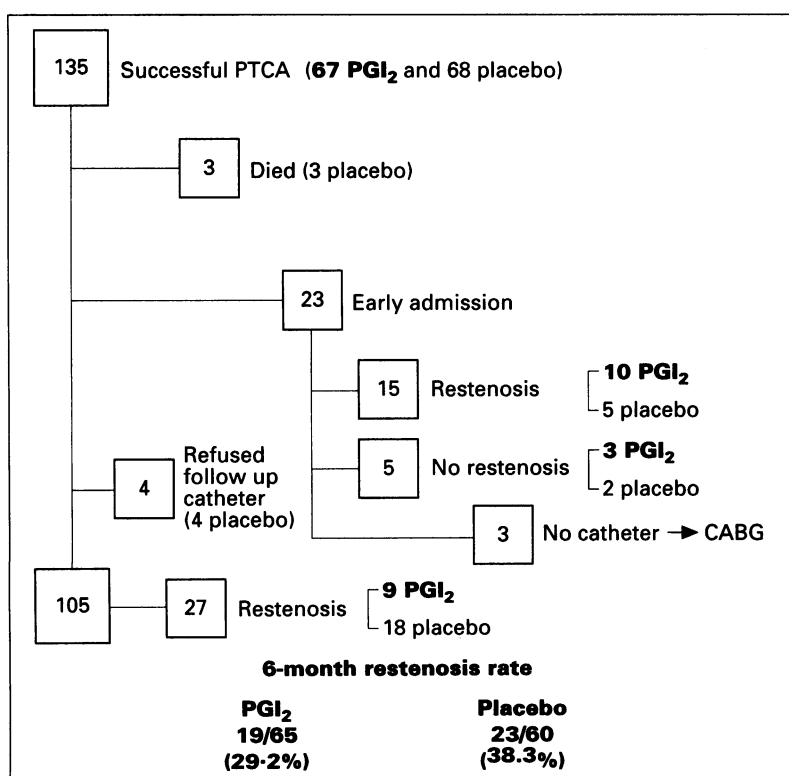 135 Successful PTCA (67 PGI₂ and 68 placebo)
3 Died (3 placebo)
23 Early admission
15 Restenosis 10 PGI₂
5 placebo
5 No restenosis 3 PGI₂
2 placebo
4 Refused
follow up
catheter
(4 placebo)
3 No catheter → CABG
105 27 Restenosis 9 PGI₂
18 placebo
6-month restenosis rate
PGI₂ Placebo
19/65 23/60
(29·2%) (38.3%)